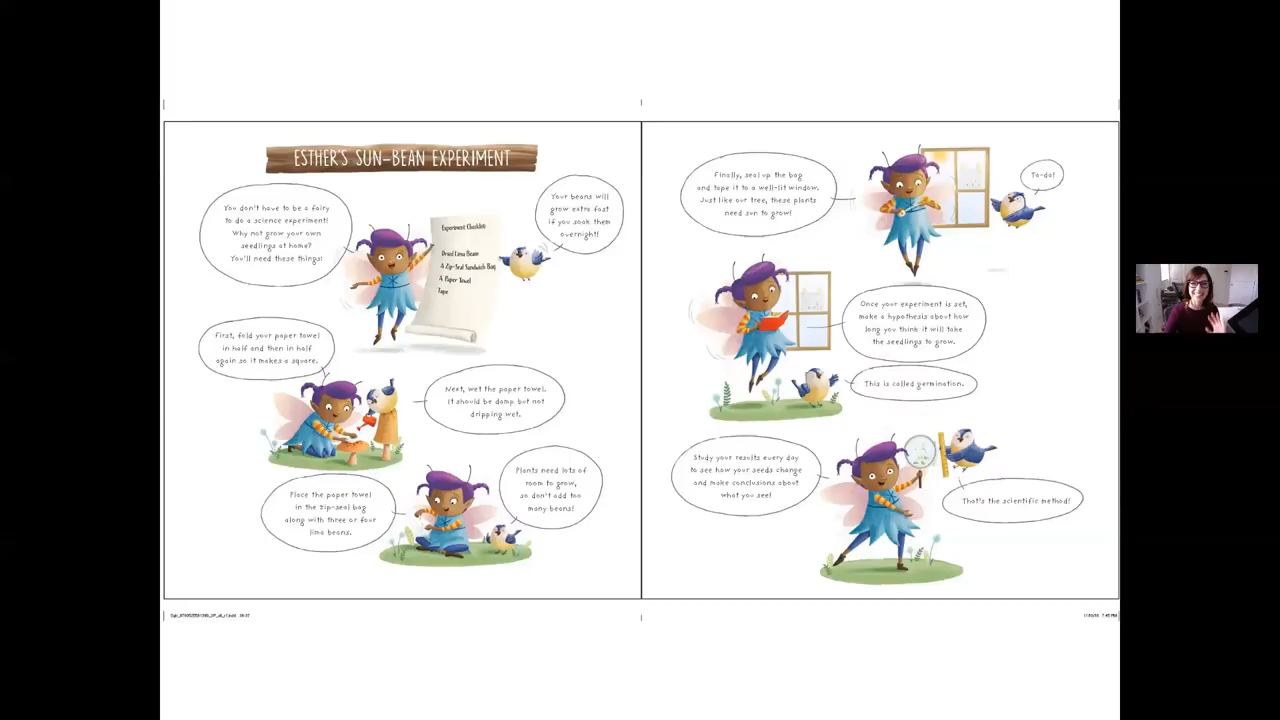 ESTHER'S SUN-BEAN EXPERIMENT
You don't have to be a fairy
to do a science experiment!
Why not grow your own
seedlings at home?
You'll need these things:
Experiment Checklist:
Dried Lima Bean
A Zip-Seal Sandwich Bag
A Paper Towel
Tape
Your beans will
grow extra fast
if you soak them
overnight!
First, fold your paper towel
in half and then in half
again so it makes a square.
Next, wet the paper towel.
It should be damp but not
dripping wet.
Place the paper towel
in the zip-seal bag
along with three or four
lima beans.
Plants need lots of
room to grow,
so don't add too
many beans!
Finally, seal up the bag
and tape it to a well-lit window.
Just like our tree, these plants
need sun to grow!
Ta-da!
Once your experiment is set,
make a hypothesis about how
long you think it will take
the seedlings to grow.
This is called germination.
Study your results every day
to see how your seeds change
and make conclusions about
what you see!
That's the scientific method!